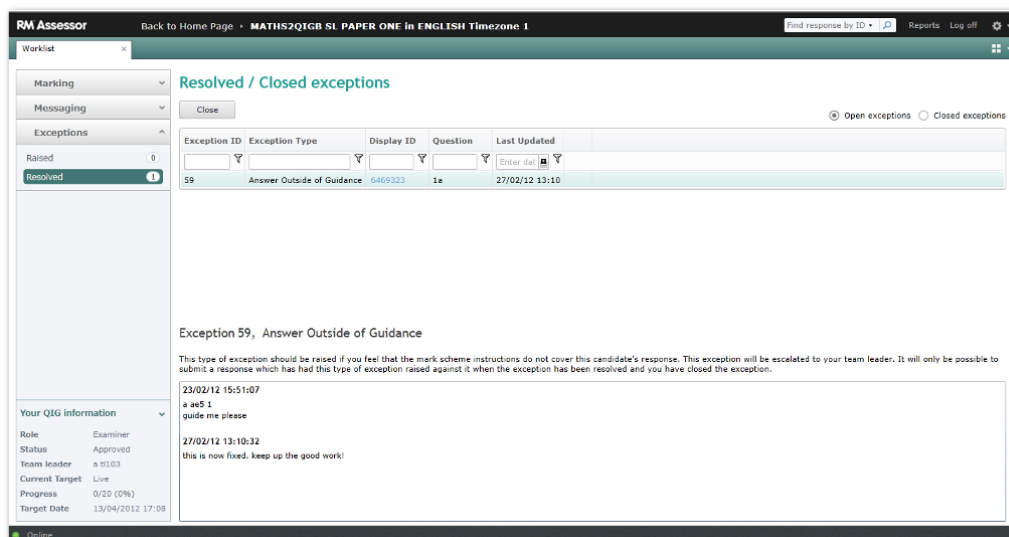 RM Assessor
Back to Home Page › MATHS2QIGB SL PAPER ONE in ENGLISH Timezone 1
Find response by ID
Reports Log off
Worklist ×
Marking
Messaging
Exceptions
Raised 0
Resolved 1
Resolved / Closed exceptions
Close
Open exceptions Closed exceptions
Exception ID Exception Type Display ID Question Last Updated
Enter dat
59 Answer Outside of Guidance 6469323 1a 27/02/12 13:10
Exception 59, Answer Outside of Guidance
This type of exception should be raised if you feel that the mark scheme instructions do not cover this candidate's response. This exception will be escalated to your team leader. It will only be possible to
submit a response which has had this type of exception raised against it when the exception has been resolved and you have closed the exception.
23/02/12 15:51:07
a ae5 1
guide me please
27/02/12 13:10:32
this is now fixed. keep up the good work!
Your QIG information
Role Examiner
Status Approved
Team leader a tl103
Current Target Live
Progress 0/20 (0%)
Target Date 13/04/2012 17:08
Online